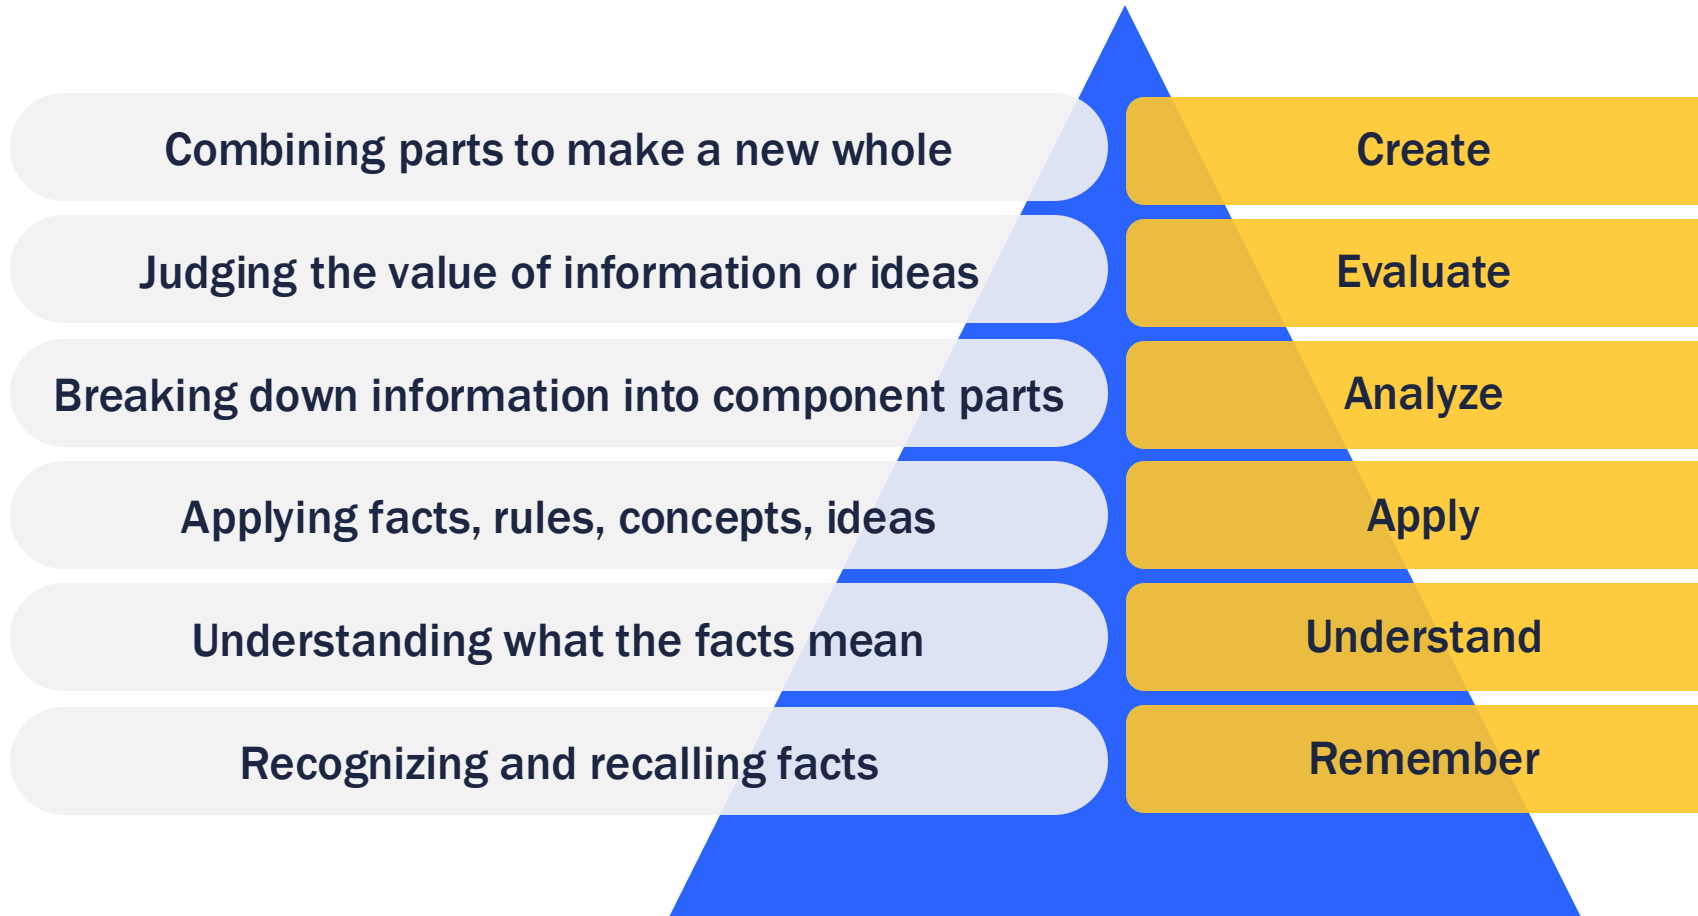 Combining parts to make a new whole
Create
Judging the value of information or ideas
Evaluate
Breaking down information into component parts
Analyze
Applying facts, rules, concepts, ideas
Apply
Understanding what the facts mean
Understand
Recognizing and recalling facts
Remember